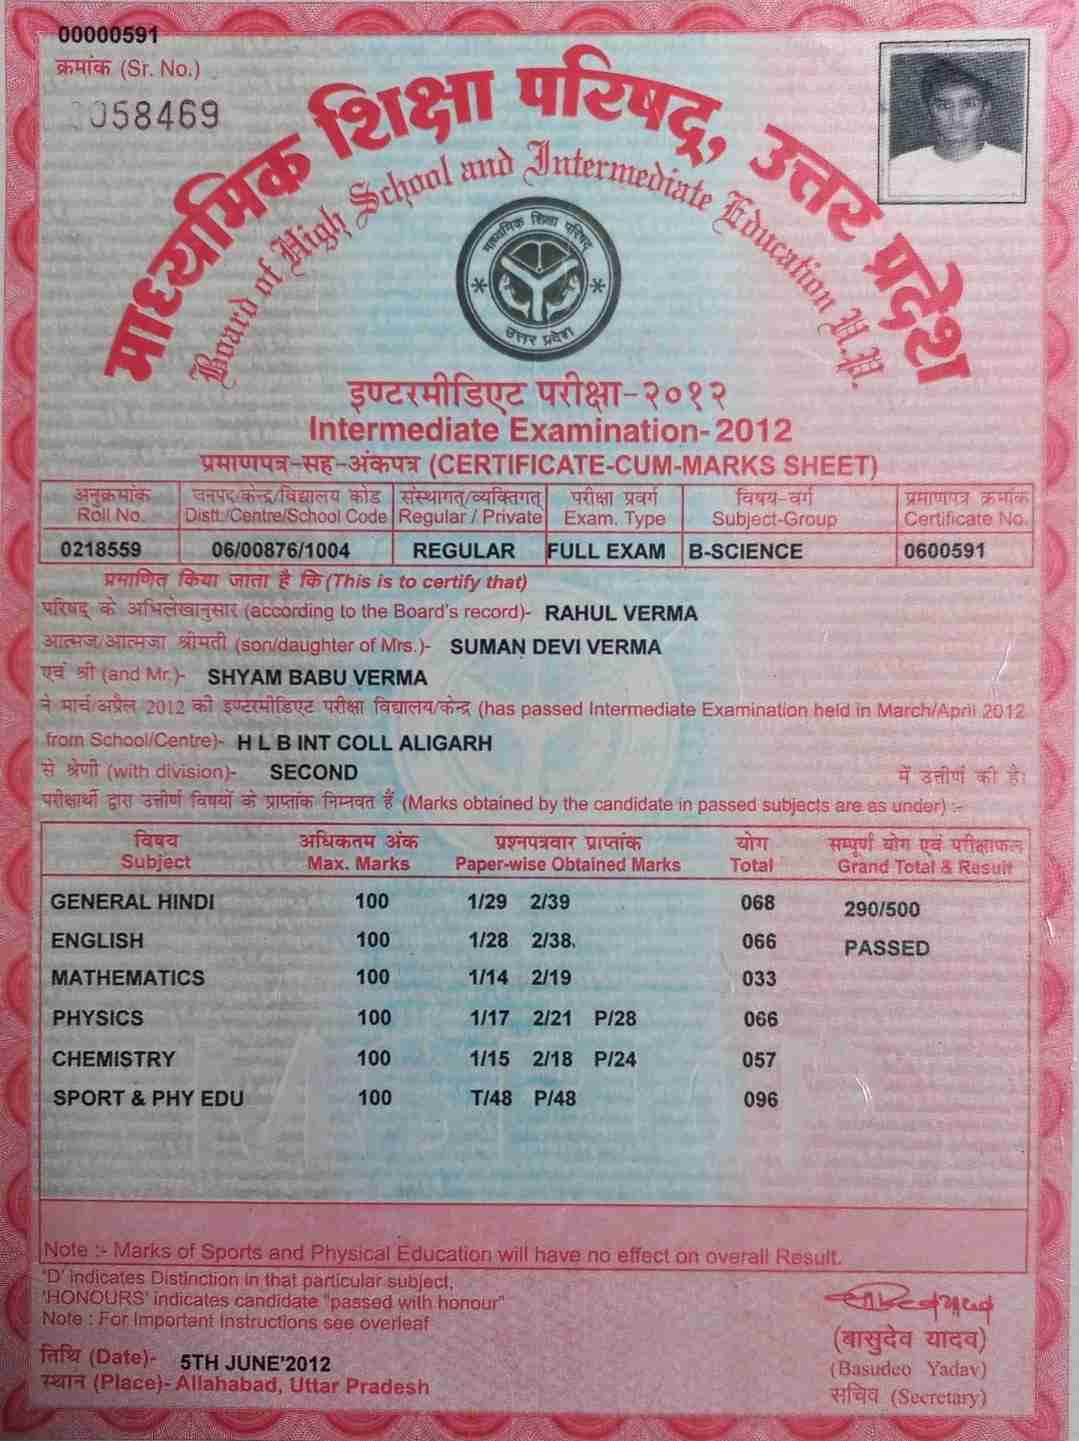 00000591
क्रमांक (Sr. No.)
058469
माध्यमिक शिक्षा परिषद्, उत्तर प्रदेश
Board of High School and Intermediate Education U.P.
माध्यमिक शिक्षा परिषद्
उत्तर प्रदेश
इण्टरमीडिएट परीक्षा-२०१२
Intermediate Examination-2012
प्रमाणपत्र-सह-अंकपत्र (CERTIFICATE-CUM-MARKS SHEET)
अनुक्रमांक जनपद/केन्द्र/विद्यालय कोड संस्थागत/व्यक्तिगत परीक्षा प्रवर्ग विषय-वर्ग प्रमाणपत्र क्रमांक
Roll No. Distt./Centre/School Code Regular / Private Exam. Type Subject-Group Certificate No.
0218559 06/00876/1004 REGULAR FULL EXAM B-SCIENCE 0600591
प्रमाणित किया जाता है कि (This is to certify that)
परिषद् के अभिलेखानुसार (according to the Board's record)- RAHUL VERMA
आत्मज/आत्मजा श्रीमती (son/daughter of Mrs.)- SUMAN DEVI VERMA
एवं श्री (and Mr.)- SHYAM BABU VERMA
ने मार्च/अप्रैल 2012 की इण्टरमीडिएट परीक्षा विद्यालय/केन्द्र (has passed Intermediate Examination held in March/April 2012
from School/Centre)- H L B INT COLL ALIGARH
से श्रेणी (with division)- SECOND में उत्तीर्ण की है।
परीक्षार्थी द्वारा उत्तीर्ण विषयों के प्राप्तांक निम्नवत हैं (Marks obtained by the candidate in passed subjects are as under) :-
विषय अधिकतम अंक प्रश्नपत्रवार प्राप्तांक योग सम्पूर्ण योग एवं परीक्षाफल
Subject Max. Marks Paper-wise Obtained Marks Total Grand Total & Result
GENERAL HINDI 100 1/29 2/39 068 290/500
ENGLISH 100 1/28 2/38 066 PASSED
MATHEMATICS 100 1/14 2/19 033
PHYSICS 100 1/17 2/21 P/28 066
CHEMISTRY 100 1/15 2/18 P/24 057
SPORT & PHY EDU 100 T/48 P/48 096
Note :- Marks of Sports and Physical Education will have no effect on overall Result.
'D' indicates Distinction in that particular subject,
'HONOURS' indicates candidate "passed with honour"
Note : For Important Instructions see overleaf
(बासुदेव यादव)
तिथि (Date)- 5TH JUNE'2012
(Basudeo Yadav)
स्थान (Place)- Allahabad, Uttar Pradesh
सचिव (Secretary)